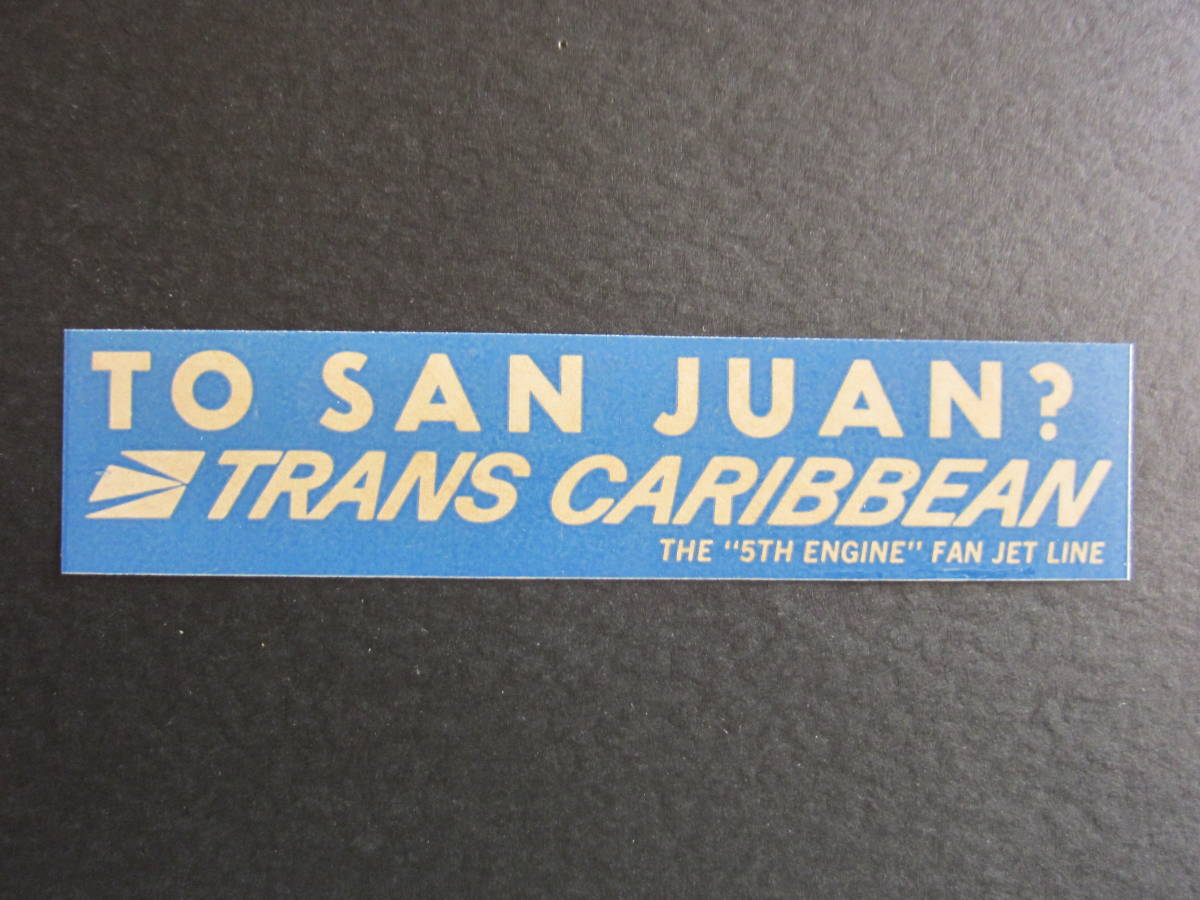 TO SAN JUAN?
TRANS CARIBBEAN
THE "5TH ENGINE" FAN JET LINE